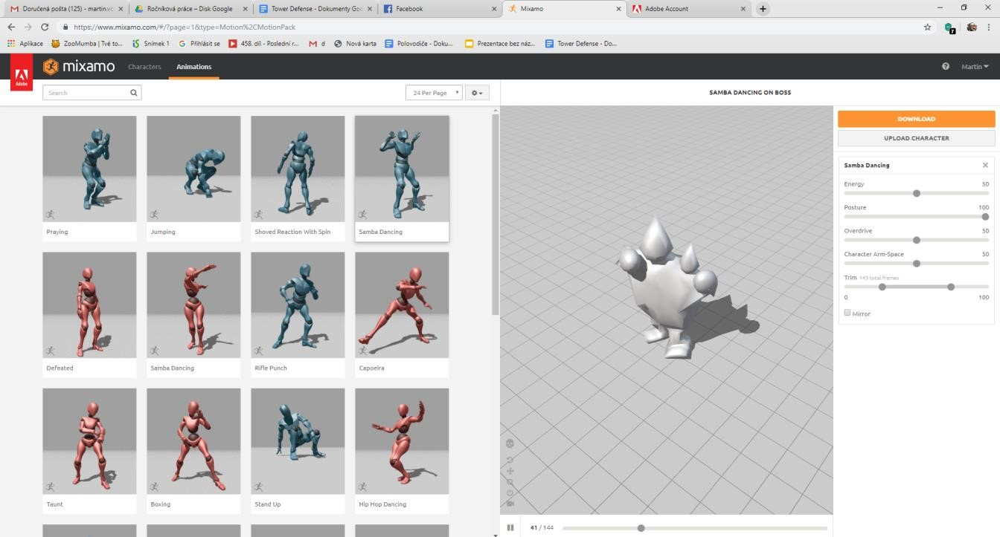 Doručená pošta (125) - martin.vo
Ročníková práce – Disk Google
Tower Defense - Dokumenty Goo
Facebook
Mixamo
Adobe Account
https://www.mixamo.com/#/?page=1&type=Motion%2CMotionPack
Aplikace
ZooMumba | Tvé to...
Snímek 1
Přihlásit se
458. díl - Poslední r...
d
Nová karta
Polovodiče - Doku...
Prezentace bez náz...
Tower Defense - Do...
Adobe
mixamo
Characters
Animations
Martin
Search
24 Per Page
SAMBA DANCING ON BOSS
DOWNLOAD
UPLOAD CHARACTER
Samba Dancing
Energy 50
Posture 100
Overdrive 50
Character Arm-Space 50
Trim 145 total frames
0 100
Mirror
Praying
Jumping
Shoved Reaction With Spin
Samba Dancing
Defeated
Samba Dancing
Rifle Punch
Capoeira
Taunt
Boxing
Stand Up
Hip Hop Dancing
41 / 144